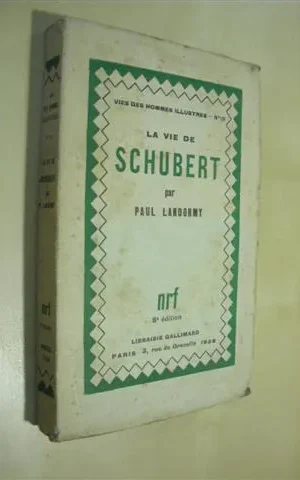 VIES DES HOMMES ILLUSTRES - N°
LA VIE DE
SCHUBERT
par
PAUL LANDORMY
nrf
8e édition
LIBRAIRIE GALLIMARD
PARIS 3, rue de Grenelle 1928
nrf